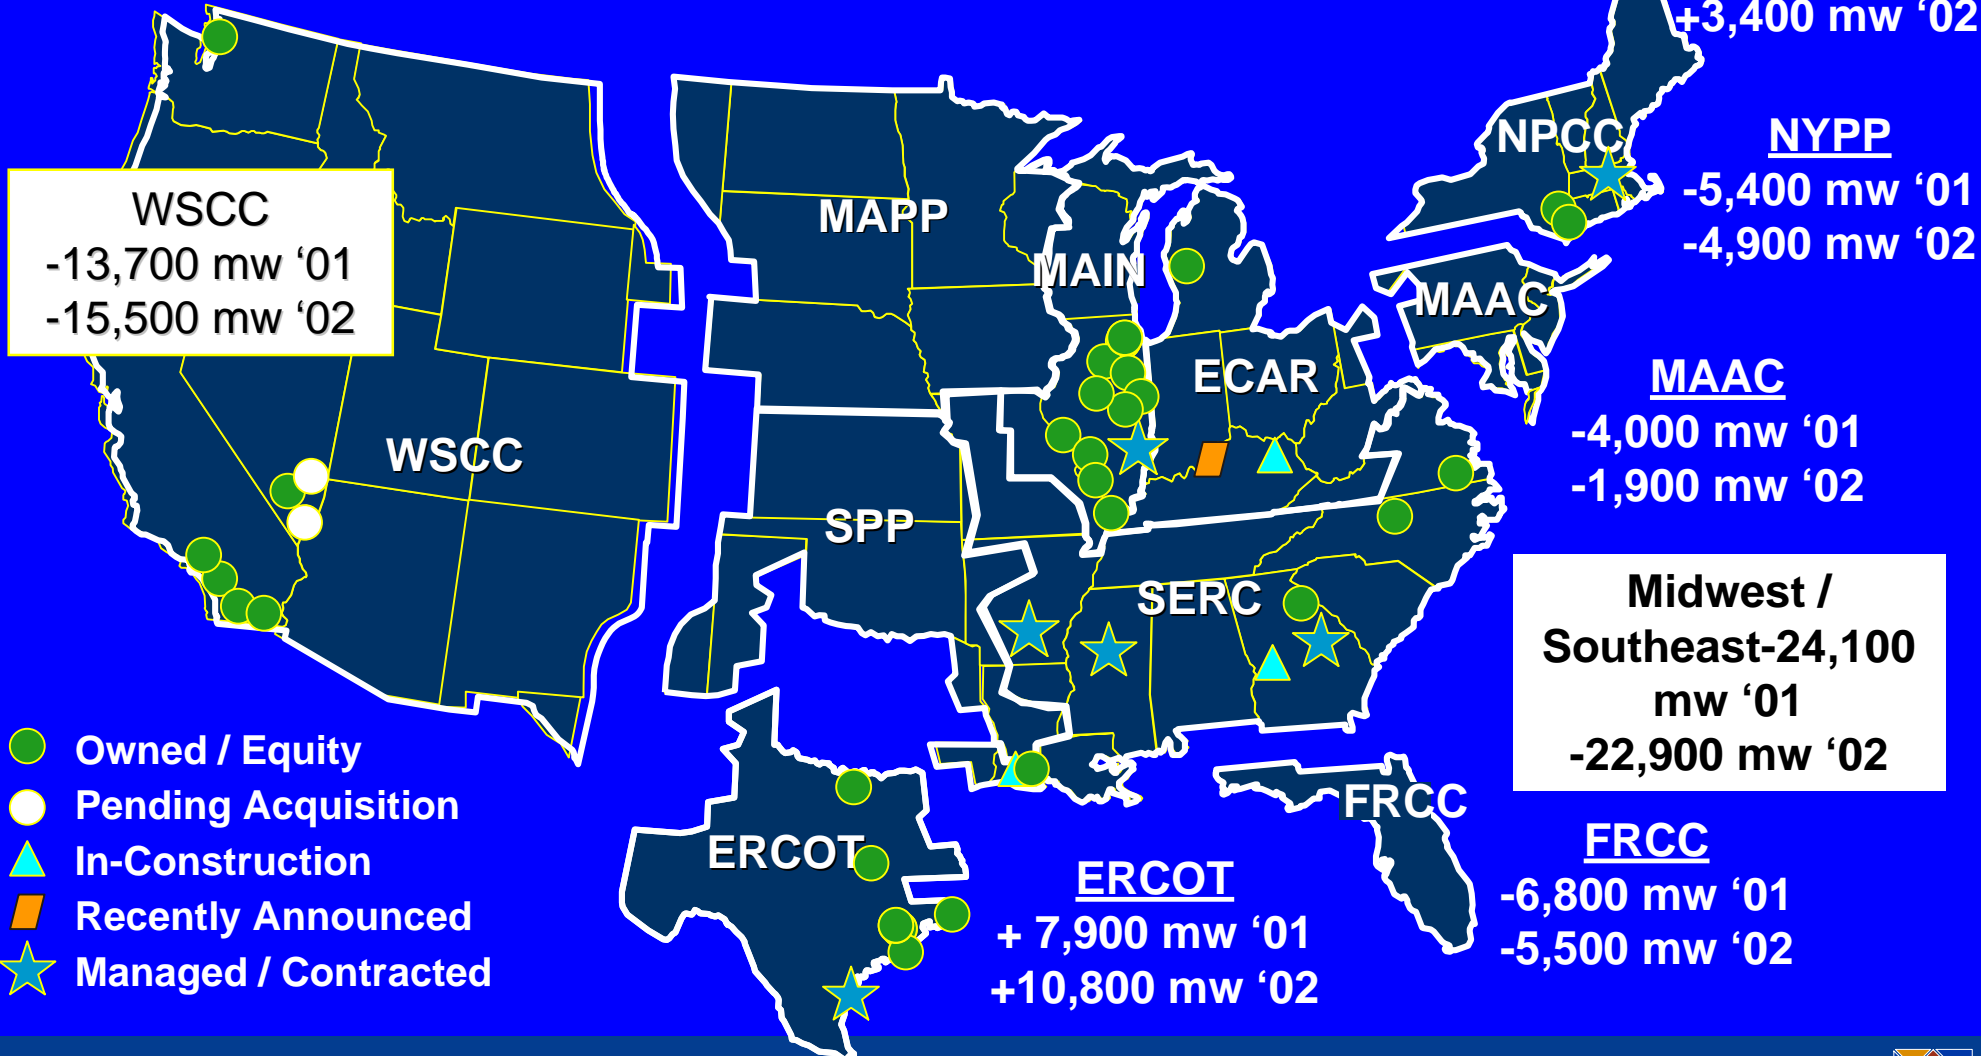 +3,400 mw ‘02
NPCC
NYPP
-5,400 mw ‘01
-4,900 mw ‘02
WSCC
-13,700 mw ‘01
-15,500 mw ‘02
MAPP
MAIN
MAAC
ECAR
MAAC
-4,000 mw ‘01
-1,900 mw ‘02
WSCC
SPP
SERC
Midwest /
Southeast-24,100
mw ‘01
-22,900 mw ‘02
Owned / Equity
Pending Acquisition
In-Construction
Recently Announced
Managed / Contracted
ERCOT
ERCOT
+ 7,900 mw ‘01
+10,800 mw ‘02
FRCC
FRCC
-6,800 mw ‘01
-5,500 mw ‘02